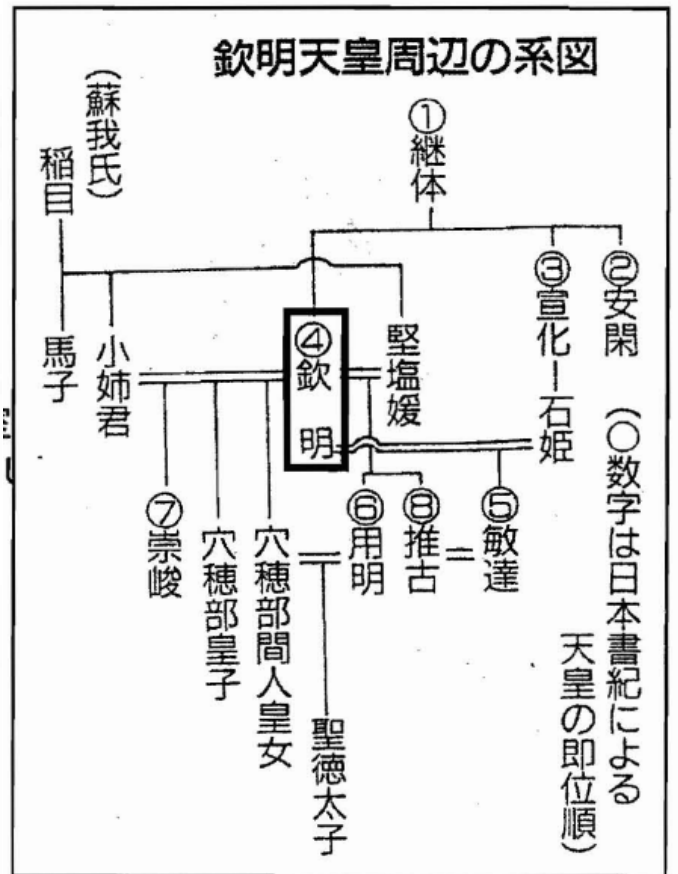 欽明天皇周辺の系図
①継体
②安閑
③宣化
石姫
(蘇我氏)
稲目
堅塩媛
④欽明
小姉君
馬子
⑤敏達
⑧推古
⑥用明
穴穂部間人皇女
穴穂部皇子
⑦崇峻
聖徳太子
(○数字は日本書紀による
天皇の即位順)